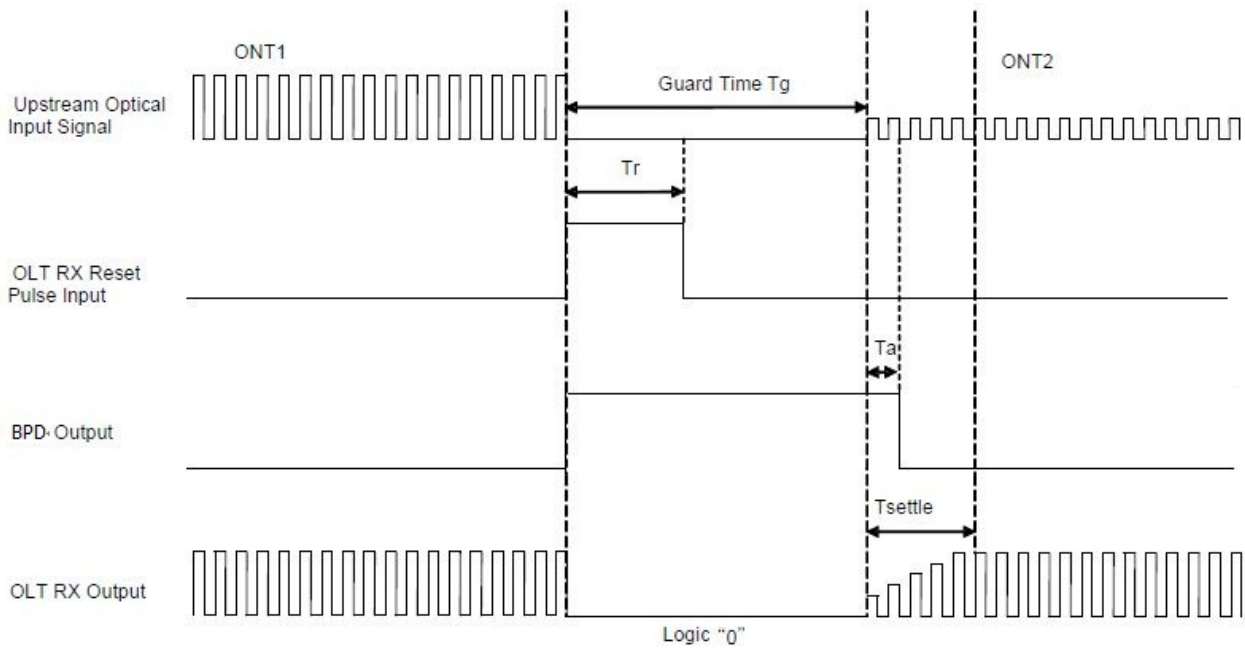 ONT1
ONT2
Guard Time Tg
Upstream Optical
Input Signal
Tr
OLT RX Reset
Pulse Input
Ta
BPD. Output
Tsettle
OLT RX Output
Logic “0”